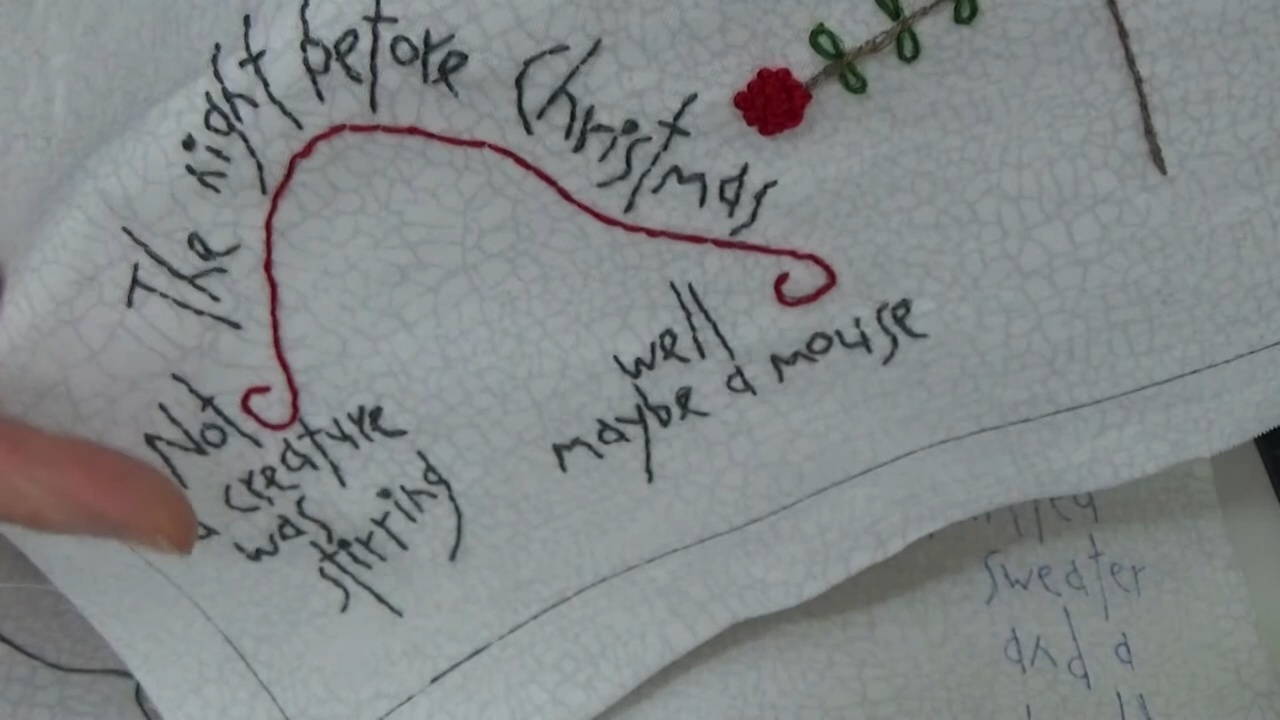 The night before Christmas
Not
a creature
was
stirring
well
maybe a mouse
sweater
and a